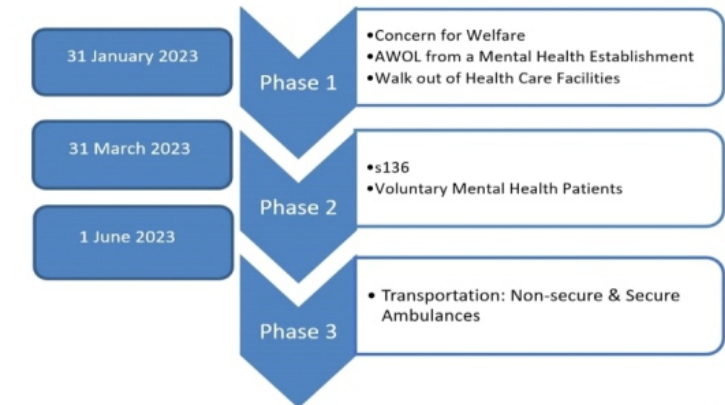 31 January 2023
Phase 1
•Concern for Welfare
•AWOL from a Mental Health Establishment
•Walk out of Health Care Facilities
31 March 2023
Phase 2
•s136
•Voluntary Mental Health Patients
1 June 2023
Phase 3
• Transportation: Non-secure & Secure
Ambulances